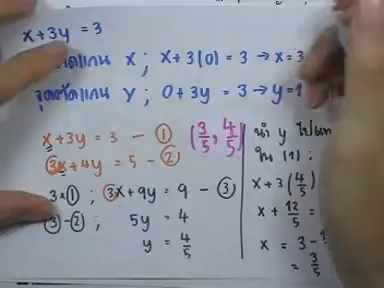 x+3y = 3
จุดตัดแกน X ; x+3(0) = 3 → x=3
จุดตัดแกน Y ; 0+3y = 3 → y=1
x+3y = 3 — ①
3x+4y = 5 — ②
(3/5, 4/5)
3×① ; 3x+9y = 9 — ③
③-② ; 5y = 4
y = 4/5
นำ y ไป
ใน (1) ;
x+3(4/5)
x + 12/5 =
x = 3 -
= 3/5